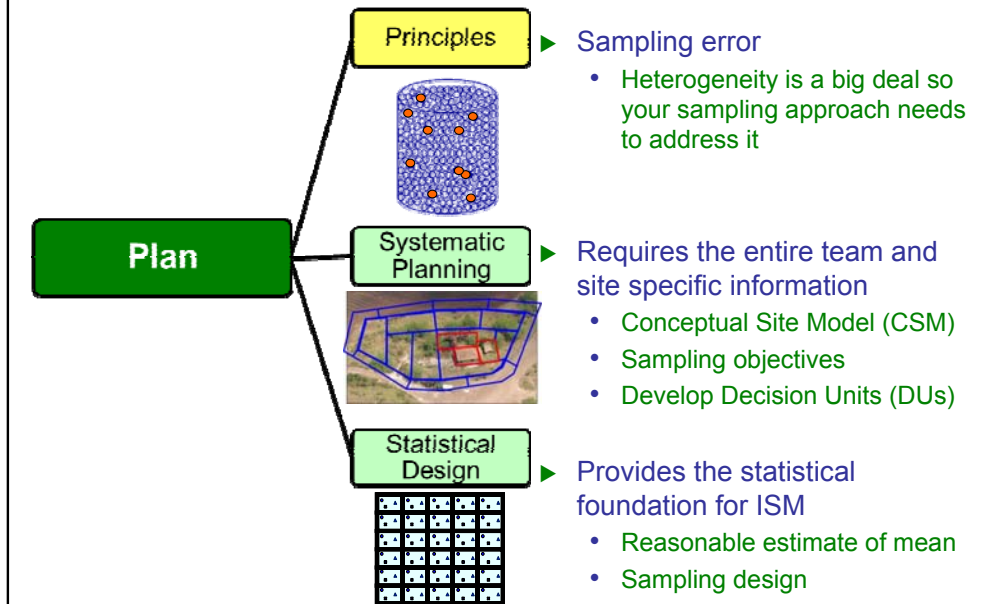 Plan
Principles
Sampling error
• Heterogeneity is a big deal so
your sampling approach needs
to address it
Systematic
Planning
Requires the entire team and
site specific information
• Conceptual Site Model (CSM)
• Sampling objectives
• Develop Decision Units (DUs)
Statistical
Design
Provides the statistical
foundation for ISM
• Reasonable estimate of mean
• Sampling design